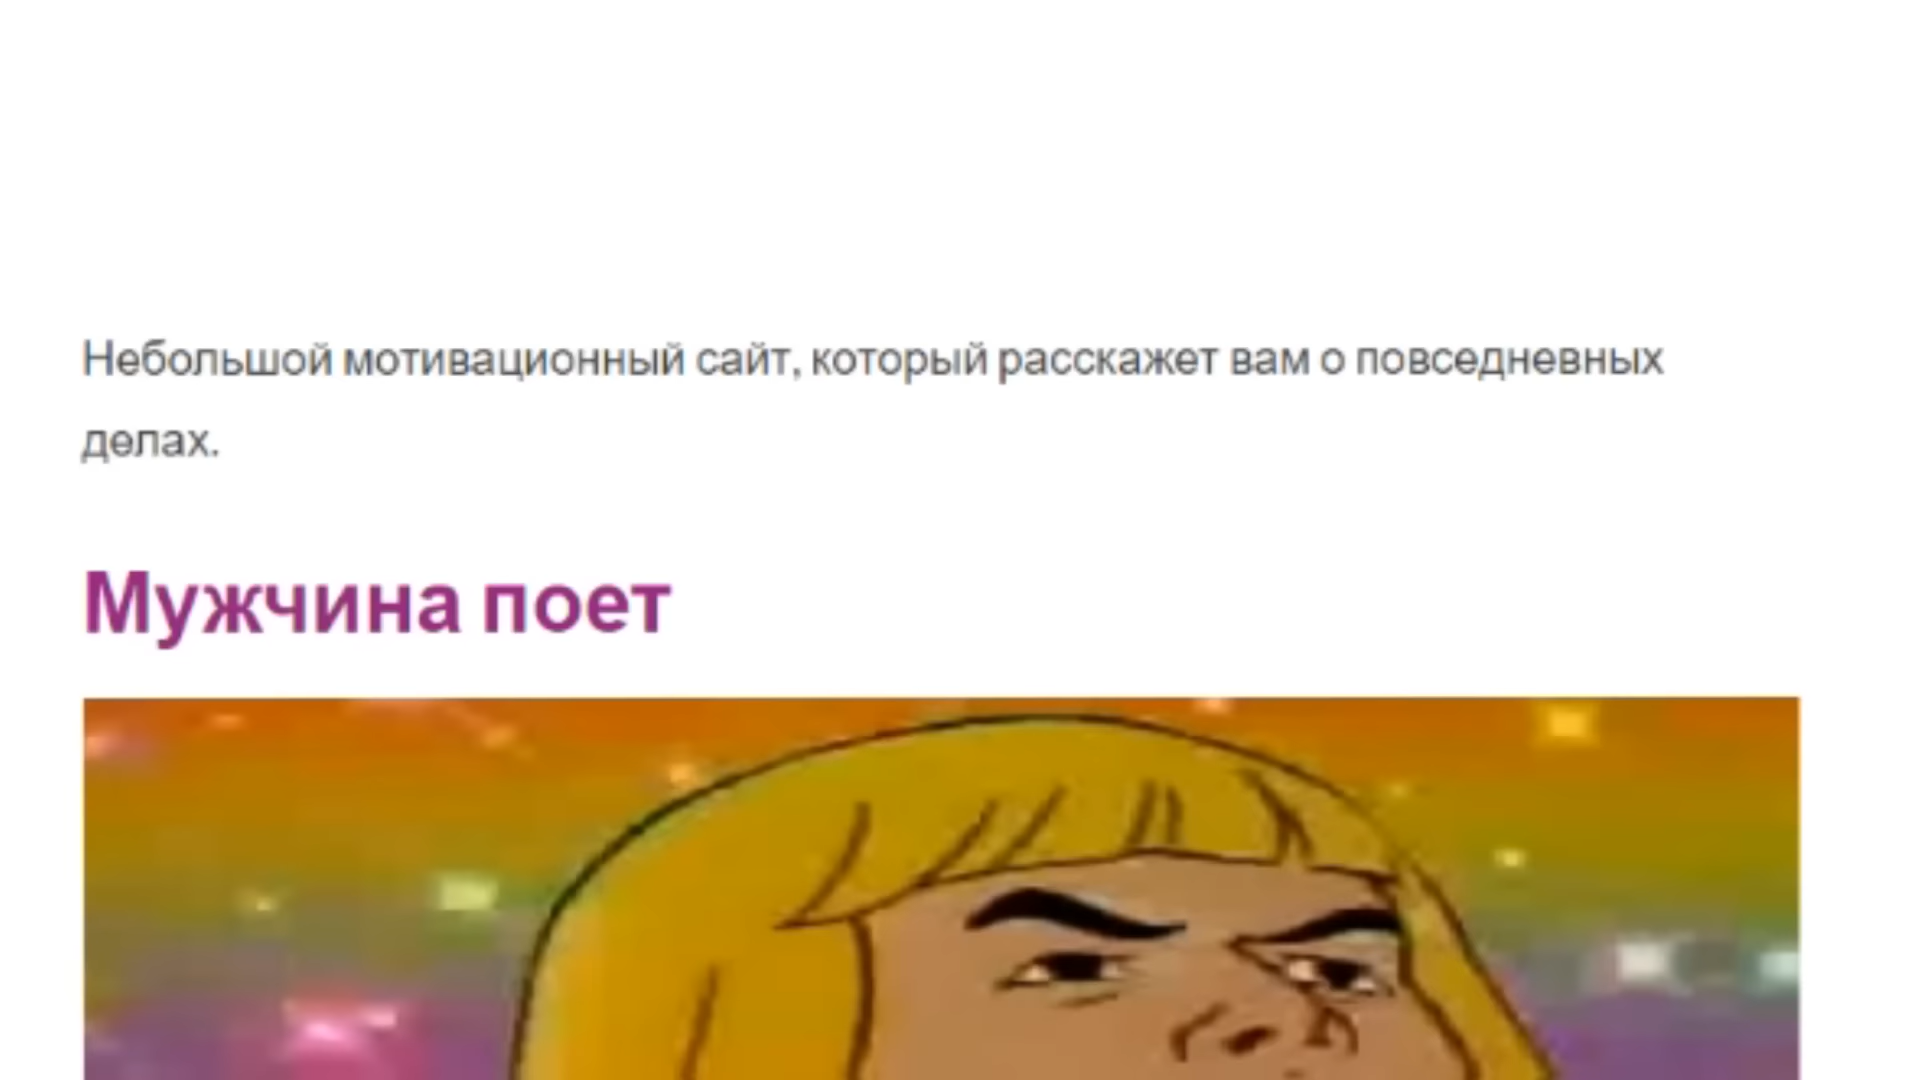 Небольшой мотивационный сайт, который расскажет вам о повседневных
делах.
Мужчина поет